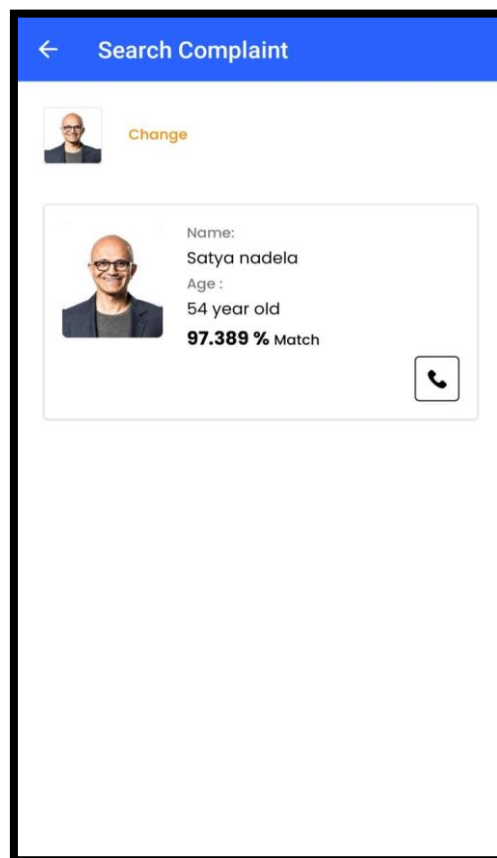 Search Complaint
Change
Name:
Satya nadela
Age :
54 year old
97.389 % Match